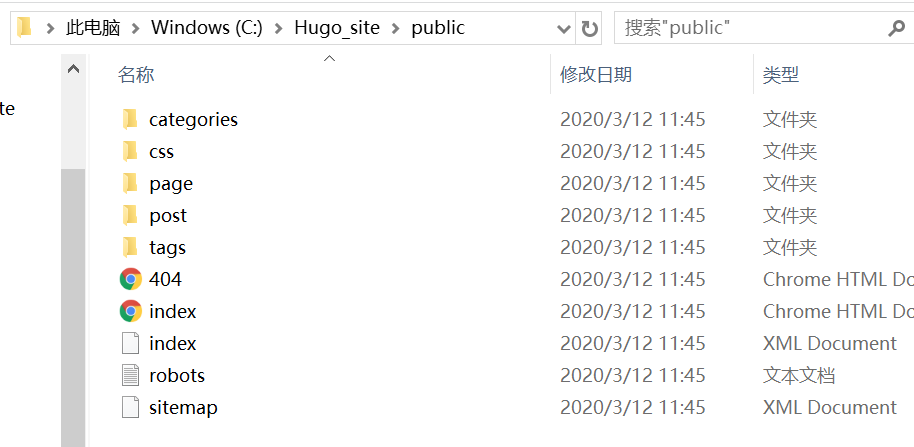 此电脑 Windows (C:) Hugo_site public 搜索"public"
名称 修改日期 类型
te
categories 2020/3/12 11:45 文件夹
css 2020/3/12 11:45 文件夹
page 2020/3/12 11:45 文件夹
post 2020/3/12 11:45 文件夹
tags 2020/3/12 11:45 文件夹
404 2020/3/12 11:45 Chrome HTML Do
index 2020/3/12 11:45 Chrome HTML Do
index 2020/3/12 11:45 XML Document
robots 2020/3/12 11:45 文本文档
sitemap 2020/3/12 11:45 XML Document